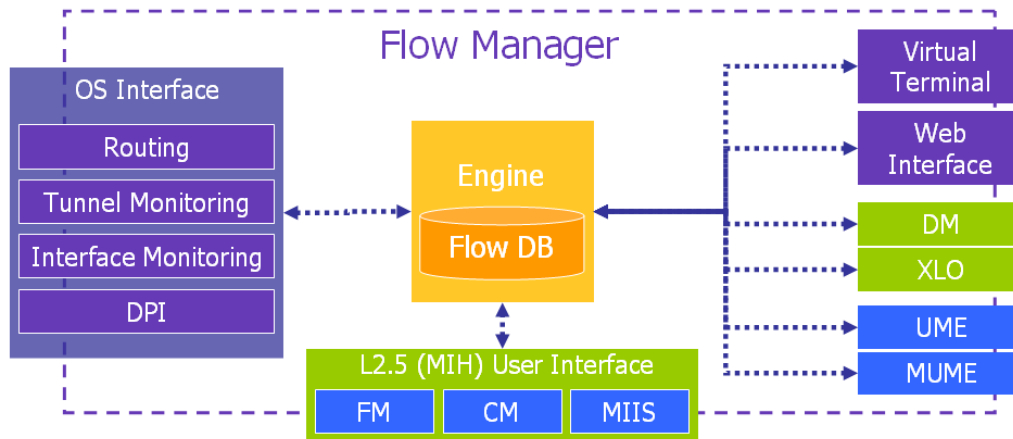 Flow Manager
OS Interface
Routing
Tunnel Monitoring
Interface Monitoring
DPI
Engine
Flow DB
L2.5 (MIH) User Interface
FM
CM
MIIS
Virtual
Terminal
Web
Interface
DM
XLO
UME
MUME